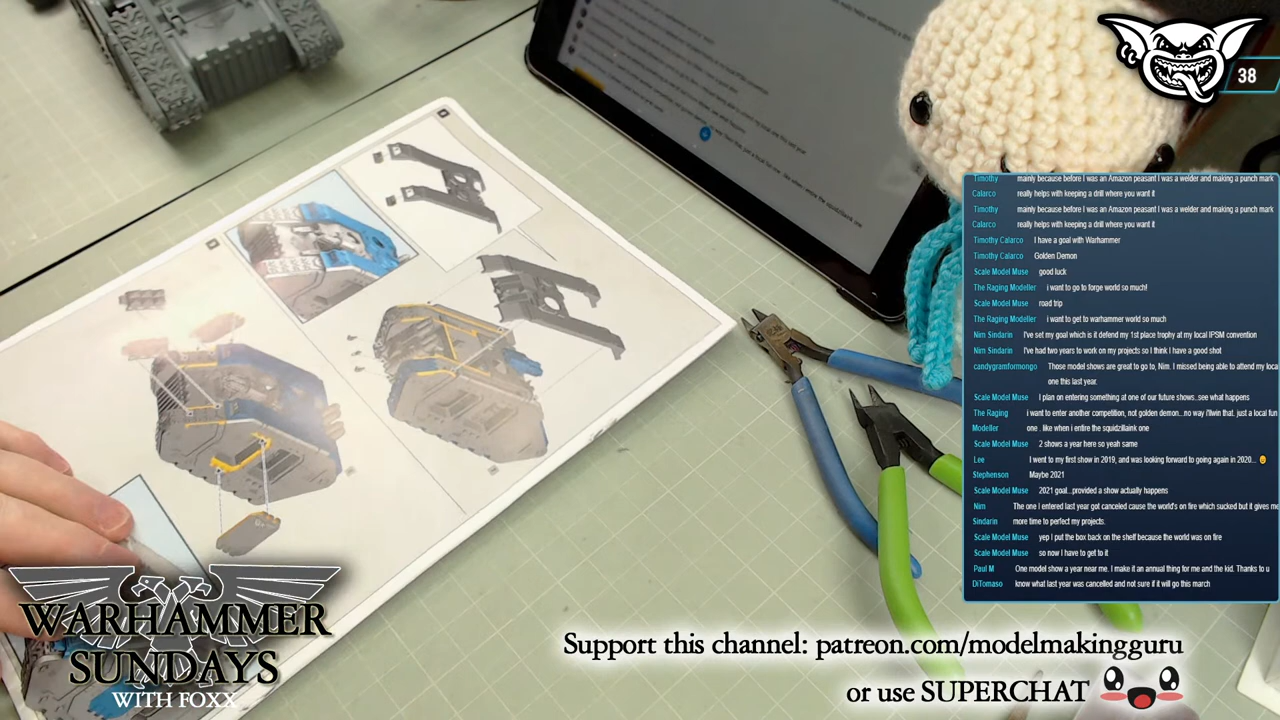 38
Timothy mainly because before I was an Amazon peasant I was a welder and making a punch mark
Calarco really helps with keeping a drill where you want it
Timothy mainly because before I was an Amazon peasant I was a welder and making a punch mark
Calarco really helps with keeping a drill where you want it
Timothy Calarco I have a goal with Warhammer
Timothy Calarco Golden Demon
Scale Model Muse good luck
The Raging Modeller i want to go to forge world so much!
Scale Model Muse road trip
The Raging Modeller i want to get to warhammer world so much
Nim Sindarin I've set my goal which is it defend my 1st place trophy at my local IPSM convention
Nim Sindarin I've had two years to work on my projects so I think I have a good shot
candygramformongo Those model shows are great to go to, Nim. I missed being able to attend my loca
one this last year.
Scale Model Muse I plan on entering something at one of our future shows..see what happens
The Raging i want to enter another competition, not golden demon...no way i'llwin that. just a local fun
Modeller one . like when i entire the squidzillaink one
Scale Model Muse 2 shows a year here so yeah same
Lee I went to my first show in 2019, and was looking forward to going again in 2020...
Stephenson Maybe 2021
Scale Model Muse 2021 goal...provided a show actually happens
Nim The one I entered last year got canceled cause the world's on fire which sucked but it gives me
Sindarin more time to perfect my projects.
Scale Model Muse yep I put the box back on the shelf because the world was on fire
Scale Model Muse so now I have to get to it
Paul M One model show a year near me. I make it an annual thing for me and the kid. Thanks to u
DiTomaso know what last year was cancelled and not sure if it will go this march
WARHAMMER
SUNDAYS
WITH FOXX
Support this channel: patreon.com/modelmakingguru
or use SUPERCHAT